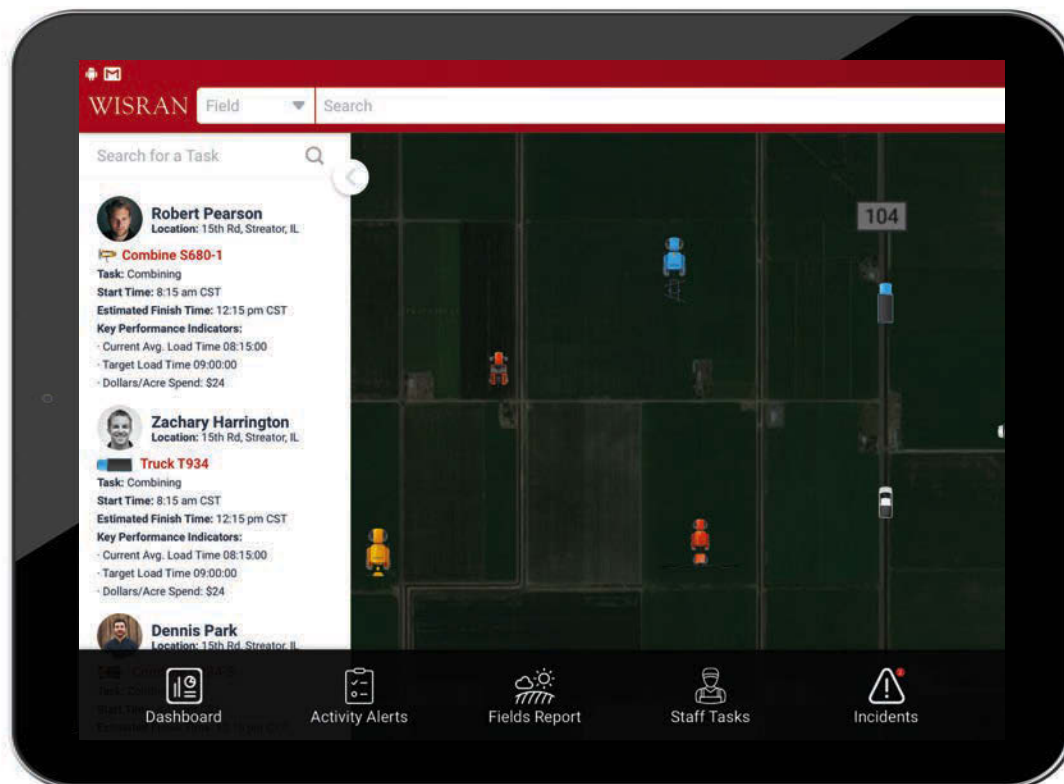 WISRAN
Field
Search
Search for a Task
Robert Pearson
Location: 15th Rd, Streator, IL
Combine S680-1
Task: Combining
Start Time: 8:15 am CST
Estimated Finish Time: 12:15 pm CST
Key Performance Indicators:
· Current Avg. Load Time 08:15:00
· Target Load Time 09:00:00
· Dollars/Acre Spend: $24
Zachary Harrington
Location: 15th Rd, Streator, IL
Truck T934
Task: Combining
Start Time: 8:15 am CST
Estimated Finish Time: 12:15 pm CST
Key Performance Indicators:
· Current Avg. Load Time 08:15:00
· Target Load Time 09:00:00
· Dollars/Acre Spend: $24
Dennis Park
Location: 15th Rd, Streator, IL
104
Dashboard
Activity Alerts
Fields Report
Staff Tasks
Incidents